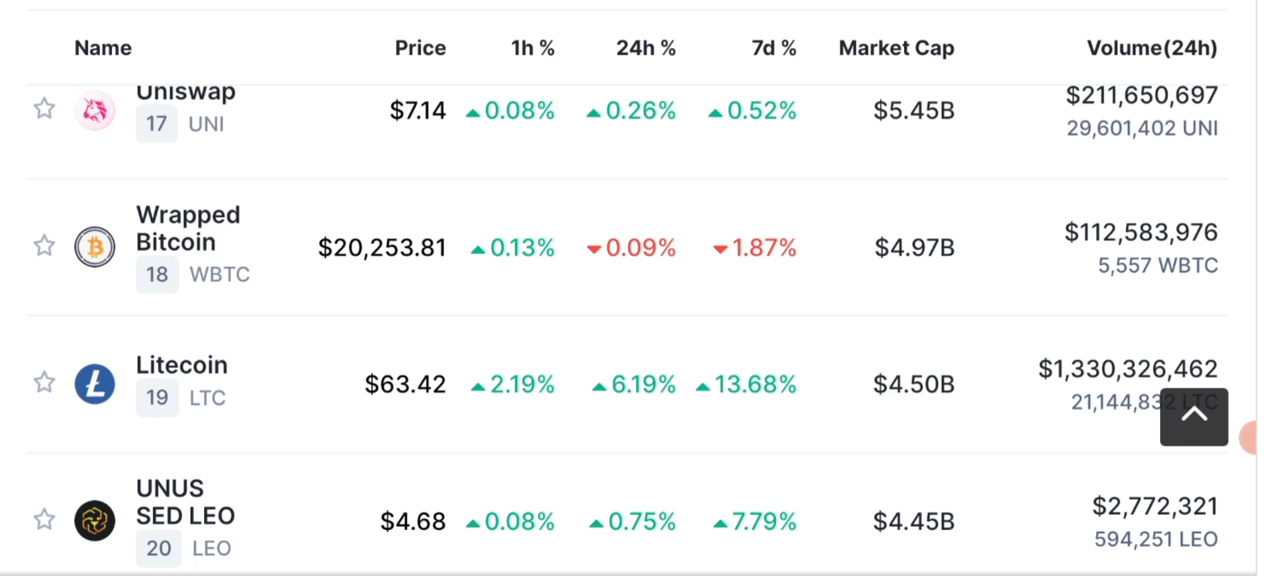 Name Price 1h % 24h % 7d % Market Cap Volume(24h)
Uniswap
17 UNI
$7.14 0.08% 0.26% 0.52% $5.45B
$211,650,697
29,601,402 UNI
Wrapped
Bitcoin
18 WBTC
$20,253.81 0.13% 0.09% 1.87% $4.97B
$112,583,976
5,557 WBTC
Litecoin
19 LTC
$63.42 2.19% 6.19% 13.68% $4.50B
$1,330,326,462
21,144,832 LTC
UNUS
SED LEO
20 LEO
$4.68 0.08% 0.75% 7.79% $4.45B
$2,772,321
594,251 LEO